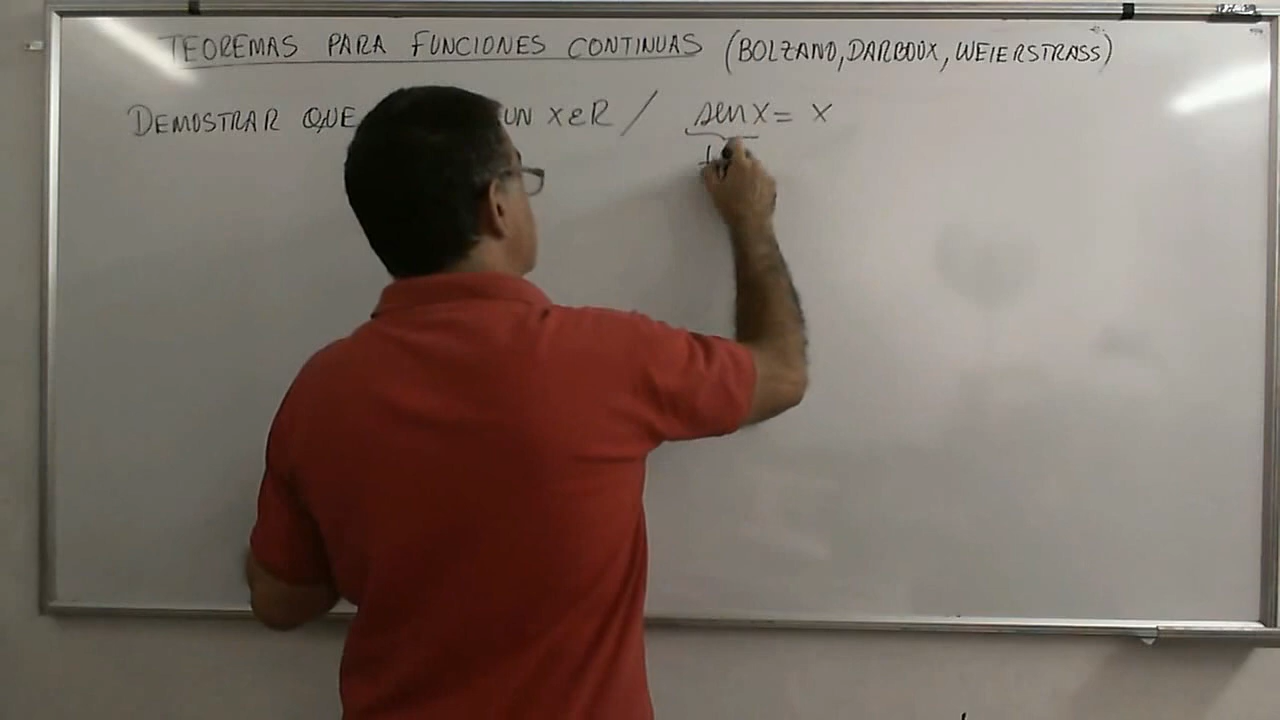 TEOREMAS PARA FUNCIONES CONTINUAS (BOLZANO, DARBOUX, WEIERSTRASS)
DEMOSTRAR QUE UN x∈R / sen x = x